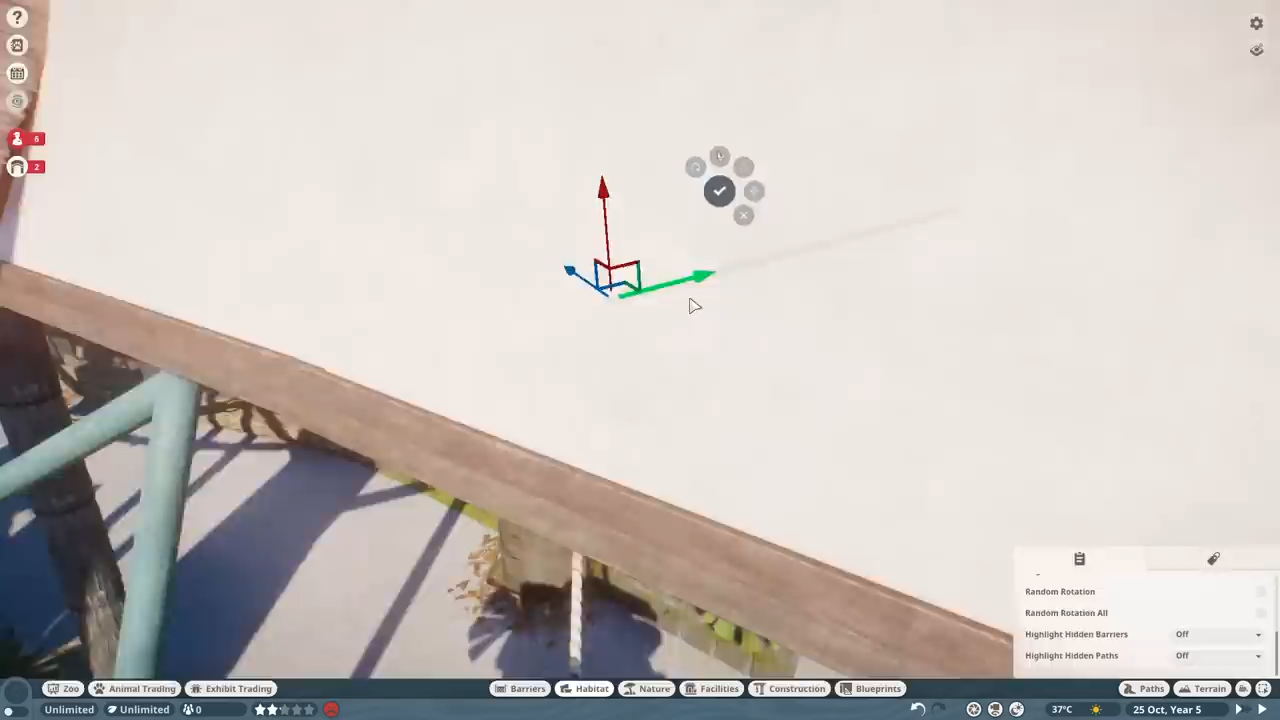 ?
6
2
Random Rotation
Random Rotation All
Highlight Hidden Barriers Off
Highlight Hidden Paths Off
Zoo Animal Trading Exhibit Trading Barriers Habitat Nature Facilities Construction Blueprints Paths Terrain
Unlimited Unlimited 0 37°C 25 Oct, Year 5